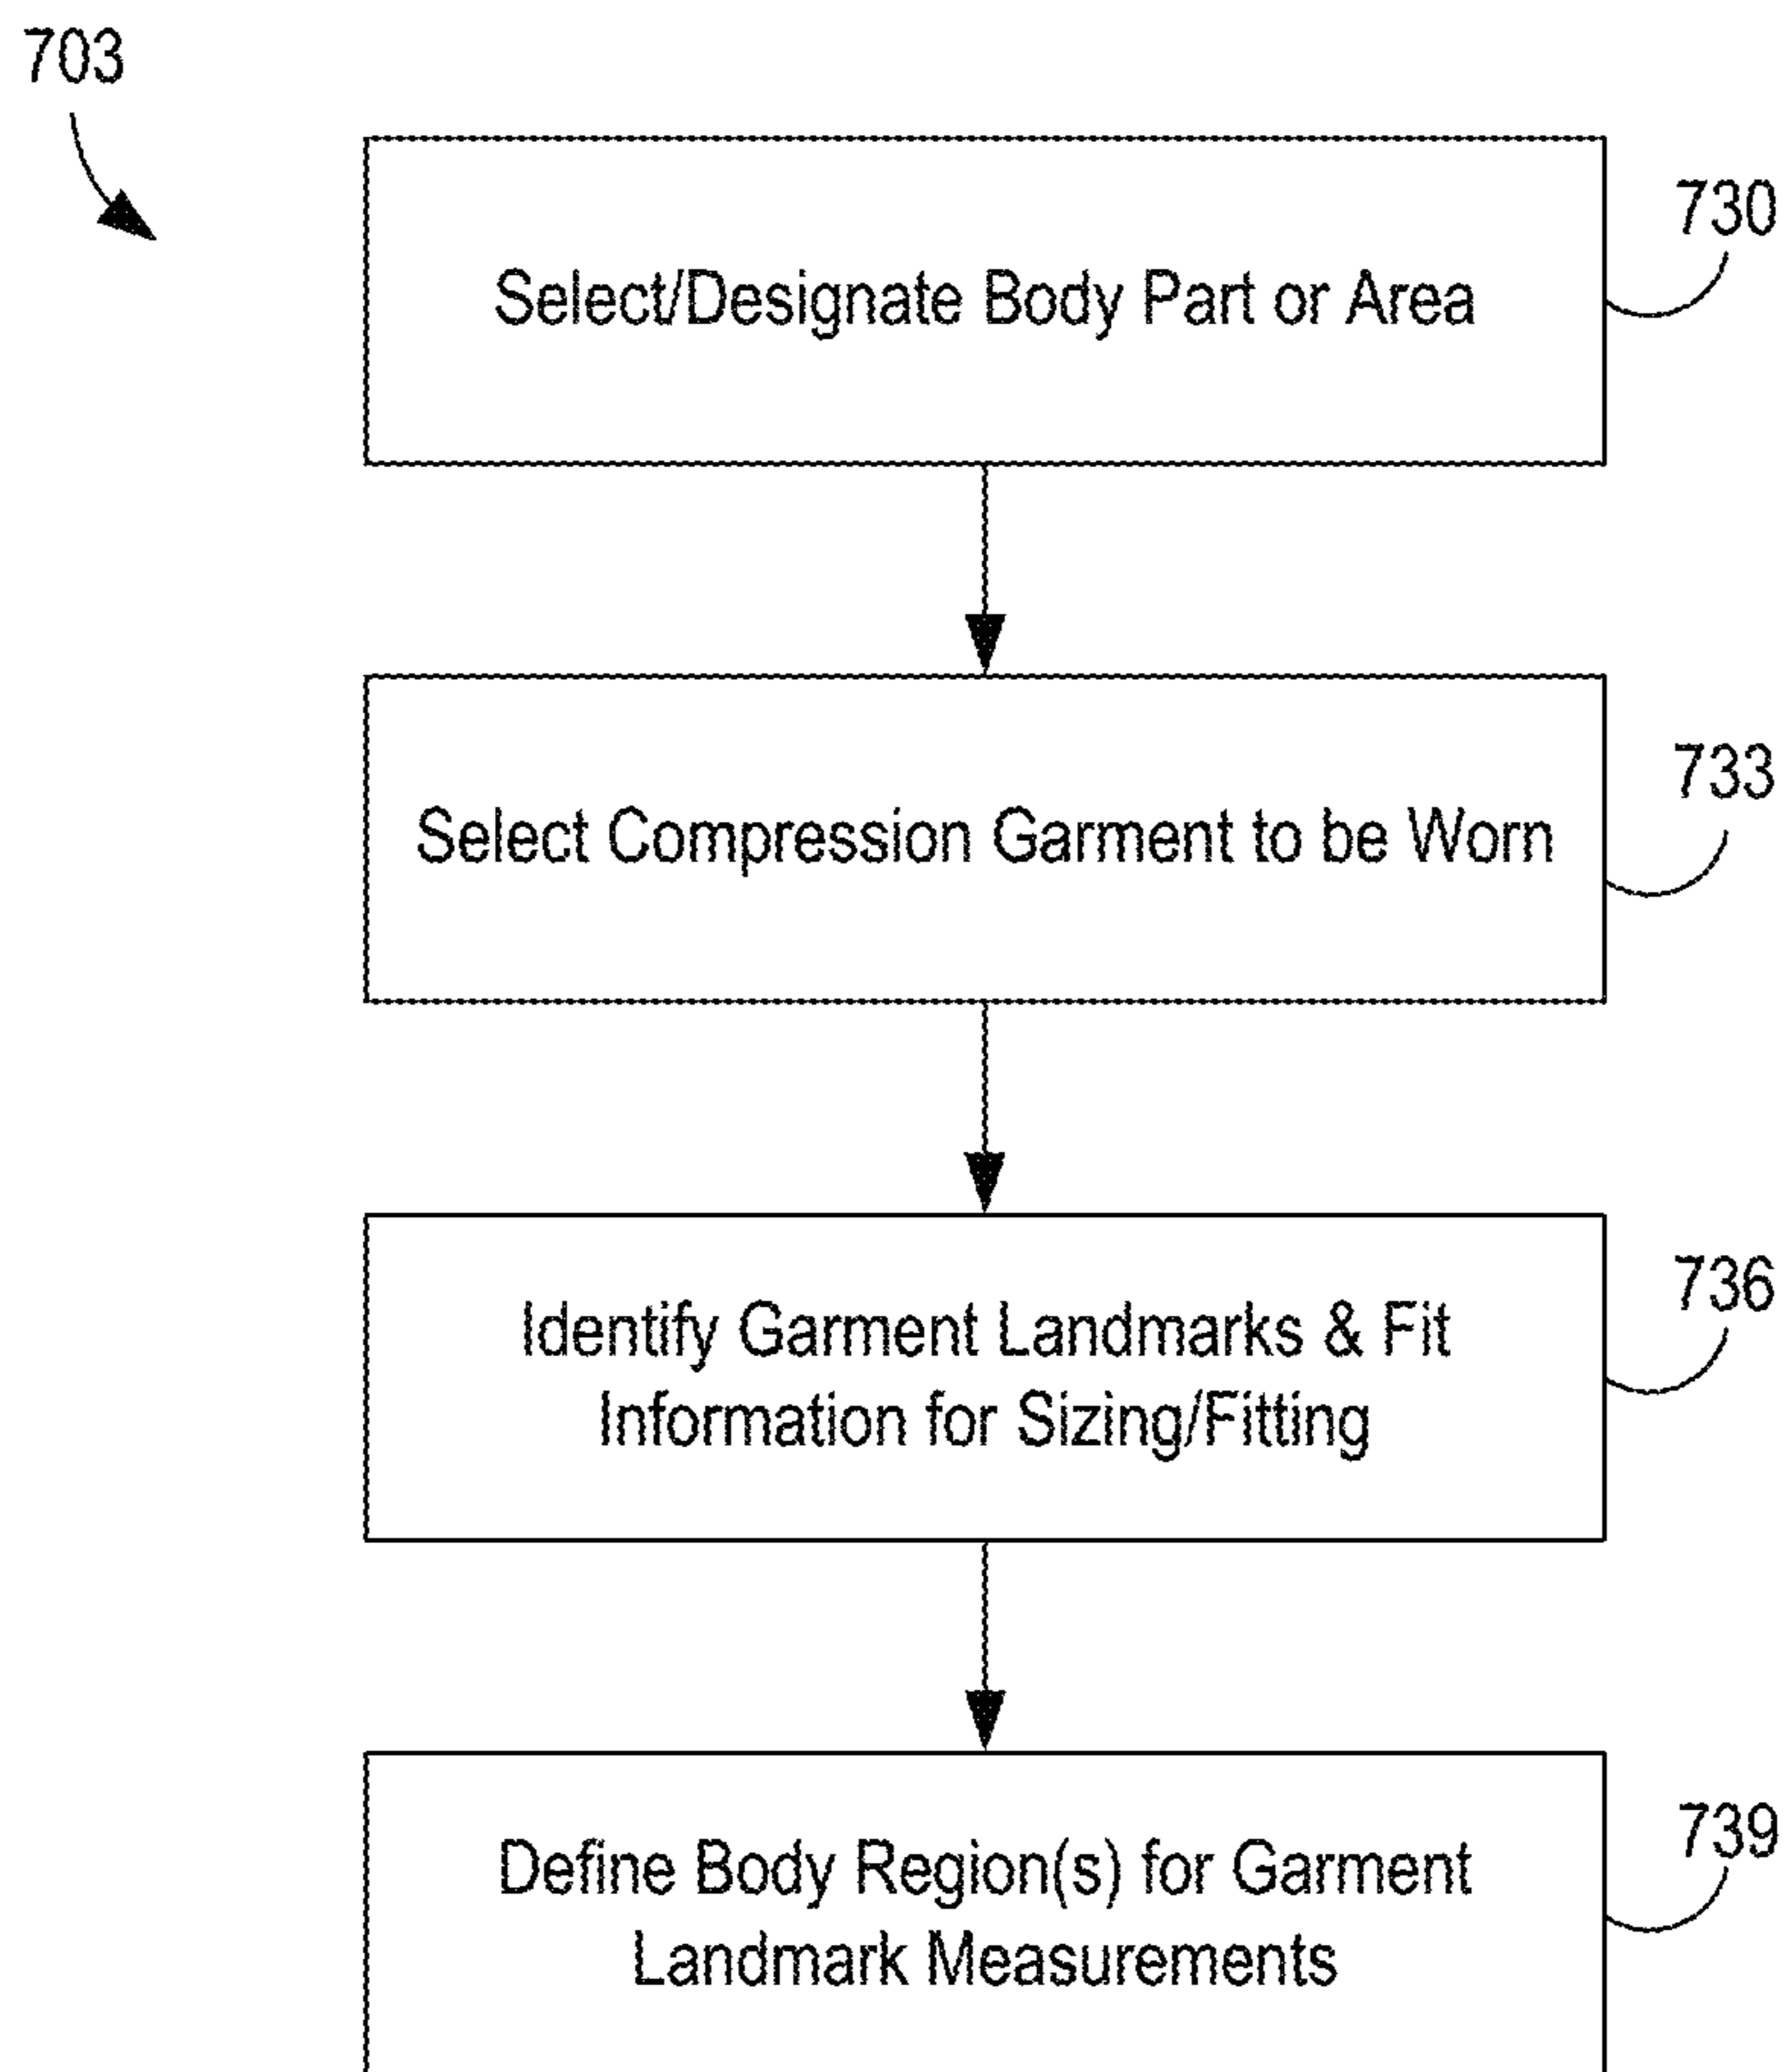 703
730
Select/Designate Body Part or Area
733
Select Compression Garment to be Worn
736
Identify Garment Landmarks & Fit
Information for Sizing/Fitting
739
Define Body Region(s) for Garment
Landmark Measurements